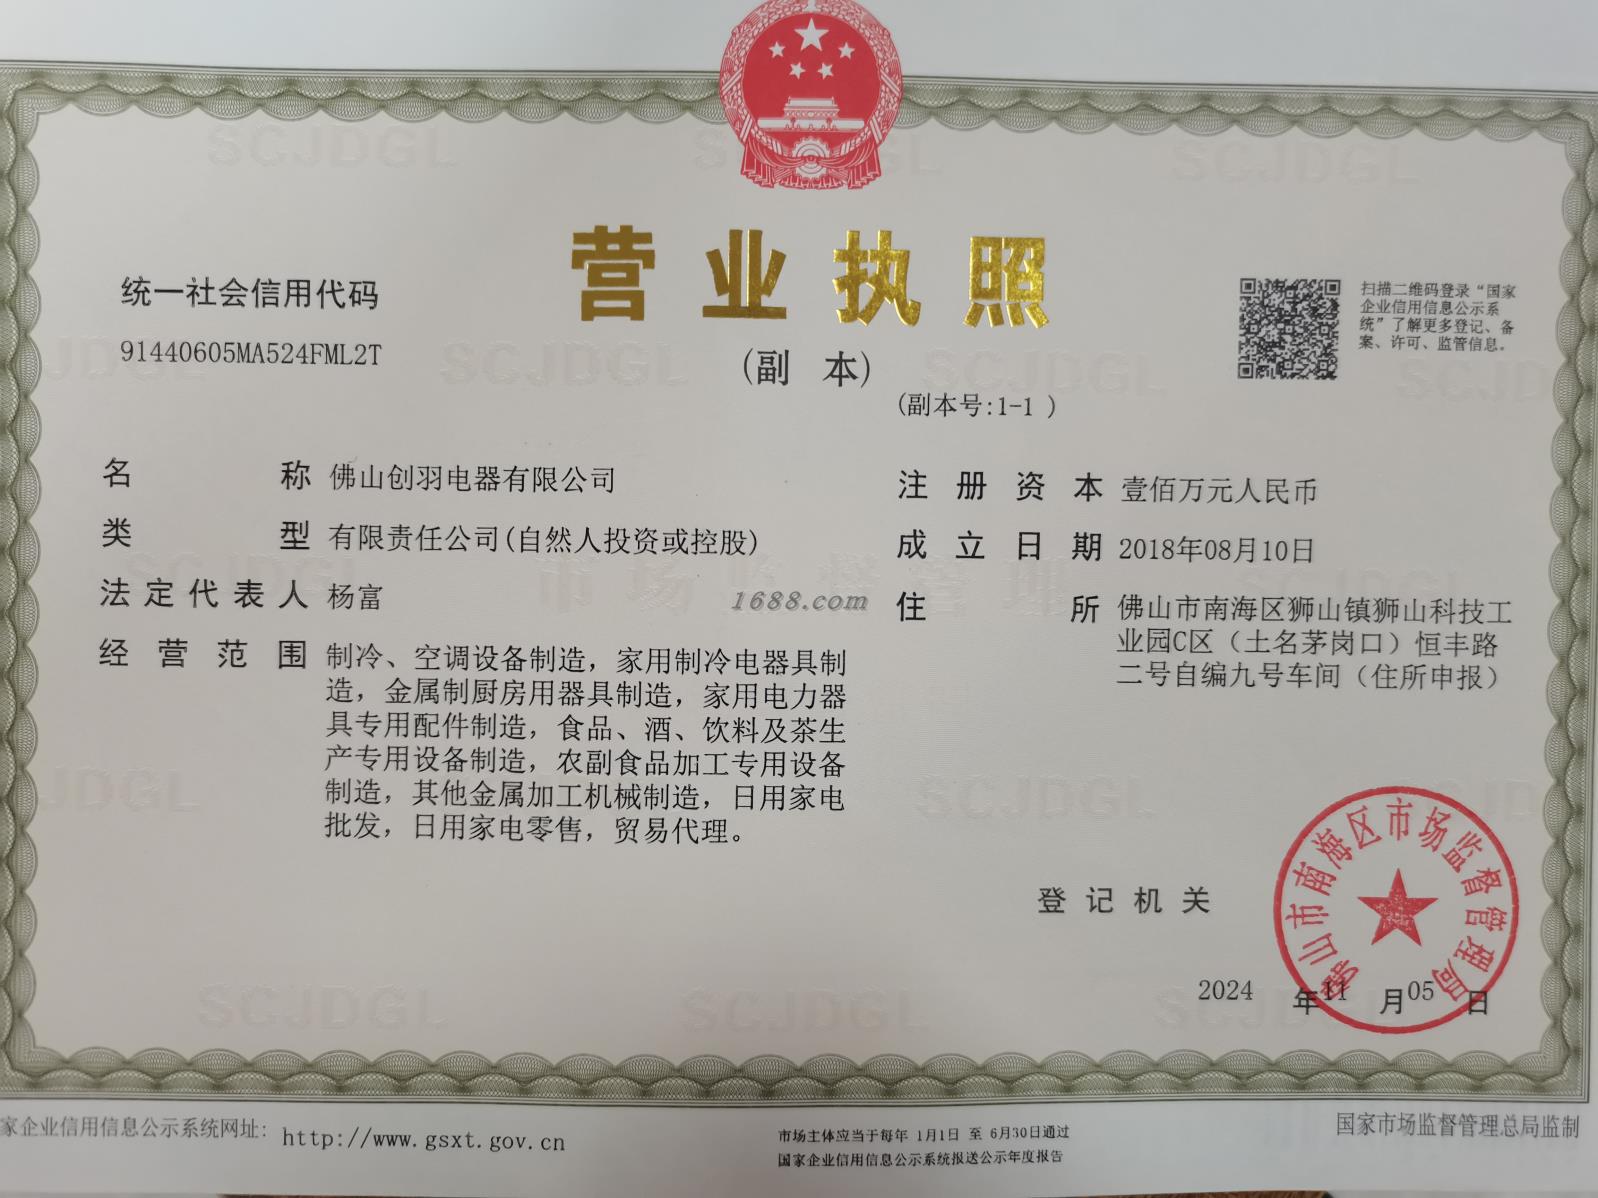 营业执照
(副 本)
(副本号:1-1 )
统一社会信用代码
91440605MA524FML2T
扫描二维码登录“国家
企业信用信息公示系
统”了解更多登记、备
案、许可、监管信息。
名 称 佛山创羽电器有限公司
类 型 有限责任公司(自然人投资或控股)
法定代表人 杨富
经营范围 制冷、空调设备制造，家用制冷电器具制
造，金属制厨房用器具制造，家用电力器
具专用配件制造，食品、酒、饮料及茶生
产专用设备制造，农副食品加工专用设备
制造，其他金属加工机械制造，日用家电
批发，日用家电零售，贸易代理。
注册资本 壹佰万元人民币
成立日期 2018年08月10日
住 所 佛山市南海区狮山镇狮山科技工
业园C区（土名茅岗口）恒丰路
二号自编九号车间（住所申报）
1688.com
登记机关
佛山市南海区市场监督管理局
2024 年11 月05 日
家企业信用信息公示系统网址: http://www.gsxt.gov.cn
市场主体应当于每年 1月1日 至 6月30日通过
国家企业信用信息公示系统报送公示年度报告
国家市场监督管理总局监制
SCJDGL
市场监督管理